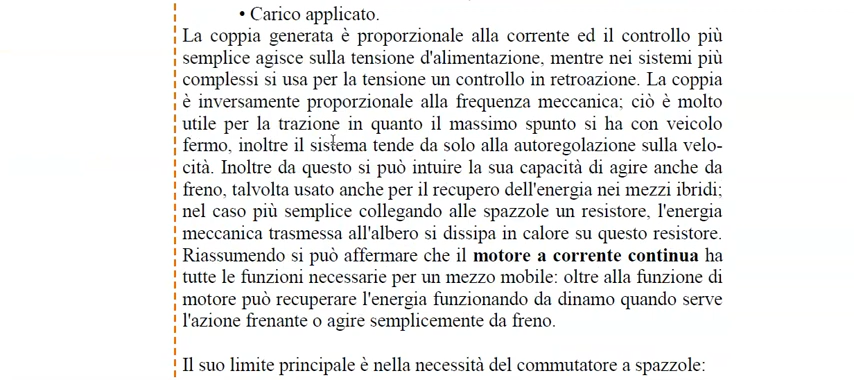 • Carico applicato.
La coppia generata è proporzionale alla corrente ed il controllo più
semplice agisce sulla tensione d'alimentazione, mentre nei sistemi più
complessi si usa per la tensione un controllo in retroazione. La coppia
è inversamente proporzionale alla frequenza meccanica; ciò è molto
utile per la trazione in quanto il massimo spunto si ha con veicolo
fermo, inoltre il sistema tende da solo alla autoregolazione sulla velo-
cità. Inoltre da questo si può intuire la sua capacità di agire anche da
freno, talvolta usato anche per il recupero dell'energia nei mezzi ibridi;
nel caso più semplice collegando alle spazzole un resistore, l'energia
meccanica trasmessa all'albero si dissipa in calore su questo resistore.
Riassumendo si può affermare che il motore a corrente continua ha
tutte le funzioni necessarie per un mezzo mobile: oltre alla funzione di
motore può recuperare l'energia funzionando da dinamo quando serve
l'azione frenante o agire semplicemente da freno.
Il suo limite principale è nella necessità del commutatore a spazzole: